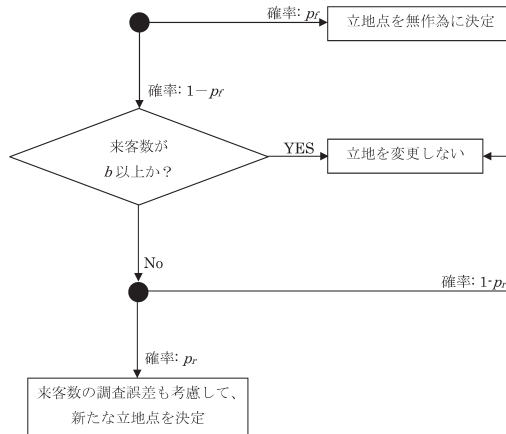 確率: pf
立地点を無作為に決定
確率: 1−pf
来客数が
b 以上か？
YES
立地を変更しない
No
確率: 1-pr
確率: pr
来客数の調査誤差も考慮して、
新たな立地点を決定